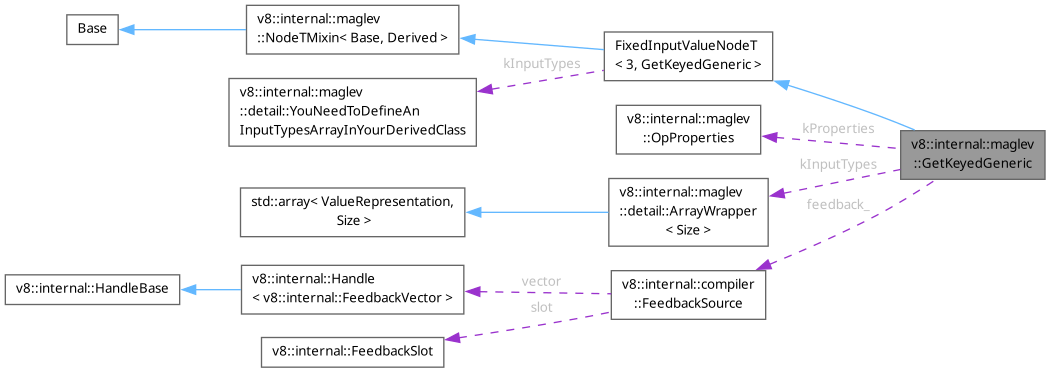 Base
v8::internal::maglev
::NodeTMixin< Base, Derived >
FixedInputValueNodeT
< 3, GetKeyedGeneric >
kInputTypes
v8::internal::maglev
::detail::YouNeedToDefineAn
InputTypesArrayInYourDerivedClass
v8::internal::maglev
::OpProperties
kProperties
v8::internal::maglev
::GetKeyedGeneric
kInputTypes
std::array< ValueRepresentation,
Size >
v8::internal::maglev
::detail::ArrayWrapper
< Size >
feedback_
v8::internal::HandleBase
v8::internal::Handle
< v8::internal::FeedbackVector >
vector
v8::internal::compiler
::FeedbackSource
slot
v8::internal::FeedbackSlot